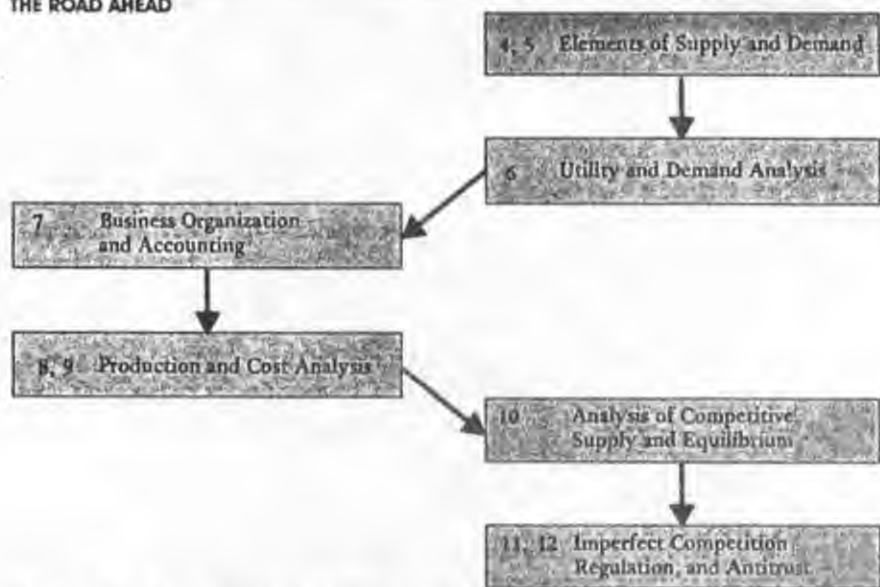 THE ROAD AHEAD
4, 5 Elements of Supply and Demand
6 Utility and Demand Analysis
7 Business Organization
and Accounting
8, 9 Production and Cost Analysis
10 Analysis of Competitive
Supply and Equilibrium
11, 12 Imperfect Competition
Regulation, and Antitrust